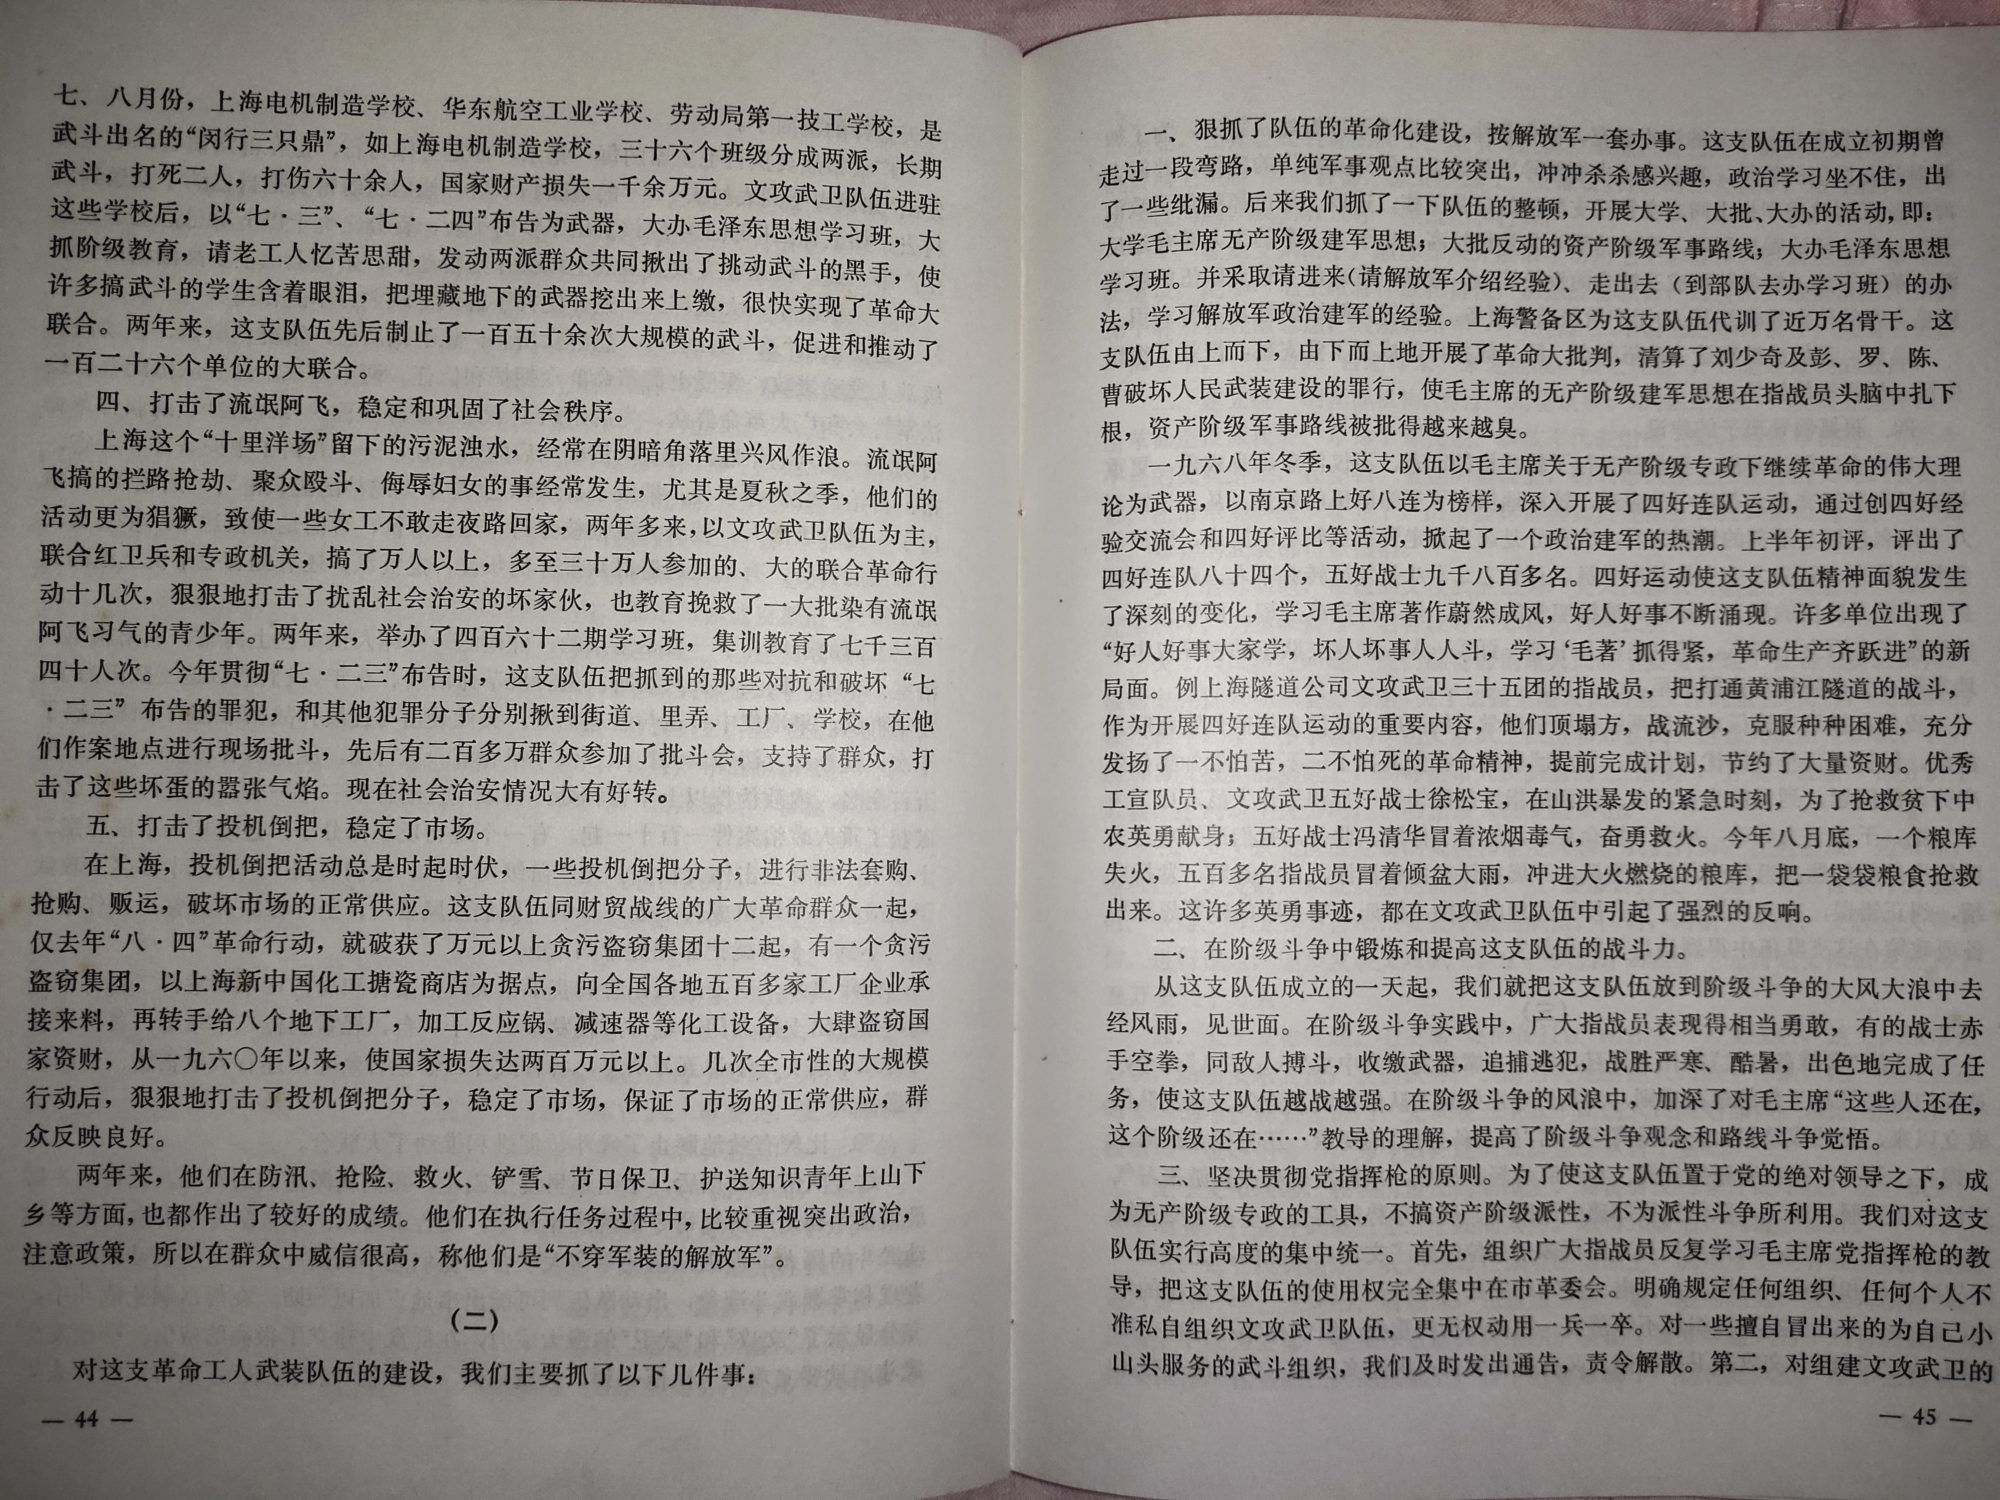 七、八月份，上海电机制造学校、华东航空工业学校、劳动局第一技工学校，是
武斗出名的“闵行三只鼎”，如上海电机制造学校，三十六个班级分成两派，长期
武斗，打死二人，打伤六十余人，国家财产损失一千余万元。文攻武卫队伍进驻
这些学校后，以“七·三”、“七·二四”布告为武器，大办毛泽东思想学习班，大
抓阶级教育，请老工人忆苦思甜，发动两派群众共同揪出了挑动武斗的黑手，使
许多搞武斗的学生含着眼泪，把埋藏地下的武器挖出来上缴，很快实现了革命大
联合。两年来，这支队伍先后制止了一百五十余次大规模的武斗，促进和推动了
一百二十六个单位的大联合。
四、打击了流氓阿飞，稳定和巩固了社会秩序。
上海这个“十里洋场”留下的污泥浊水，经常在阴暗角落里兴风作浪。流氓阿
飞搞的拦路抢劫、聚众殴斗、侮辱妇女的事经常发生，尤其是夏秋之季，他们的
活动更为猖獗，致使一些女工不敢走夜路回家，两年多来，以文攻武卫队伍为主，
联合红卫兵和专政机关，搞了万人以上，多至三十万人参加的、大的联合革命行
动十几次，狠狠地打击了扰乱社会治安的坏家伙，也教育挽救了一大批染有流氓
阿飞习气的青少年。两年来，举办了四百六十二期学习班，集训教育了七千三百
四十人次。今年贯彻“七·二三”布告时，这支队伍把抓到的那些对抗和破坏“七
·二三”布告的罪犯，和其他犯罪分子分别揪到街道、里弄、工厂、学校，在他
们作案地点进行现场批斗，先后有二百多万群众参加了批斗会，支持了群众，打
击了这些坏蛋的嚣张气焰。现在社会治安情况大有好转。
五、打击了投机倒把，稳定了市场。
在上海，投机倒把活动总是时起时伏，一些投机倒把分子，进行非法套购、
抢购、贩运，破坏市场的正常供应。这支队伍同财贸战线的广大革命群众一起，
仅去年“八·四”革命行动，就破获了万元以上贪污盗窃集团十二起，有一个贪污
盗窃集团，以上海新中国化工搪瓷商店为据点，向全国各地五百多家工厂企业承
接来料，再转手给八个地下工厂，加工反应锅、减速器等化工设备，大肆盗窃国
家资财，从一九六〇年以来，使国家损失达两百万元以上。几次全市性的大规模
行动后，狠狠地打击了投机倒把分子，稳定了市场，保证了市场的正常供应，群
众反映良好。
两年来，他们在防汛、抢险、救火、铲雪、节日保卫、护送知识青年上山下
乡等方面，也都作出了较好的成绩。他们在执行任务过程中，比较重视突出政治，
注意政策，所以在群众中威信很高，称他们是“不穿军装的解放军”。
（二）
对这支革命工人武装队伍的建设，我们主要抓了以下几件事：
— 44 —
一、狠抓了队伍的革命化建设，按解放军一套办事。这支队伍在成立初期曾
走过一段弯路，单纯军事观点比较突出，冲冲杀杀感兴趣，政治学习坐不住，出
了一些纰漏。后来我们抓了一下队伍的整顿，开展大学、大批、大办的活动，即：
大学毛主席无产阶级建军思想；大批反动的资产阶级军事路线；大办毛泽东思想
学习班。并采取请进来（请解放军介绍经验）、走出去（到部队去办学习班）的办
法，学习解放军政治建军的经验。上海警备区为这支队伍代训了近万名骨干。这
支队伍由上而下，由下而上地开展了革命大批判，清算了刘少奇及彭、罗、陈、
曹破坏人民武装建设的罪行，使毛主席的无产阶级建军思想在指战员头脑中扎下
根，资产阶级军事路线被批得越来越臭。
一九六八年冬季，这支队伍以毛主席关于无产阶级专政下继续革命的伟大理
论为武器，以南京路上好八连为榜样，深入开展了四好连队运动，通过创四好经
验交流会和四好评比等活动，掀起了一个政治建军的热潮。上半年初评，评出了
四好连队八十四个，五好战士九千八百多名。四好运动使这支队伍精神面貌发生
了深刻的变化，学习毛主席著作蔚然成风，好人好事不断涌现。许多单位出现了
“好人好事大家学，坏人坏事人人斗，学习‘毛著’抓得紧，革命生产齐跃进”的新
局面。例上海隧道公司文攻武卫三十五团的指战员，把打通黄浦江隧道的战斗，
作为开展四好连队运动的重要内容，他们顶塌方，战流沙，克服种种困难，充分
发扬了一不怕苦，二不怕死的革命精神，提前完成计划，节约了大量资财。优秀
工宣队员、文攻武卫五好战士徐松宝，在山洪暴发的紧急时刻，为了抢救贫下中
农英勇献身；五好战士冯清华冒着浓烟毒气，奋勇救火。今年八月底，一个粮库
失火，五百多名指战员冒着倾盆大雨，冲进大火燃烧的粮库，把一袋袋粮食抢救
出来。这许多英勇事迹，都在文攻武卫队伍中引起了强烈的反响。
二、在阶级斗争中锻炼和提高这支队伍的战斗力。
从这支队伍成立的一天起，我们就把这支队伍放到阶级斗争的大风大浪中去
经风雨，见世面。在阶级斗争实践中，广大指战员表现得相当勇敢，有的战士赤
手空拳，同敌人搏斗，收缴武器，追捕逃犯，战胜严寒、酷暑，出色地完成了任
务，使这支队伍越战越强。在阶级斗争的风浪中，加深了对毛主席“这些人还在，
这个阶级还在……”教导的理解，提高了阶级斗争观念和路线斗争觉悟。
三、坚决贯彻党指挥枪的原则。为了使这支队伍置于党的绝对领导之下，成
为无产阶级专政的工具，不搞资产阶级派性，不为派性斗争所利用。我们对这支
队伍实行高度的集中统一。首先，组织广大指战员反复学习毛主席党指挥枪的教
导，把这支队伍的使用权完全集中在市革委会。明确规定任何组织、任何个人不
准私自组织文攻武卫队伍，更无权动用一兵一卒。对一些擅自冒出来的为自己小
山头服务的武斗组织，我们及时发出通告，责令解散。第二，对组建文攻武卫的
— 45 —